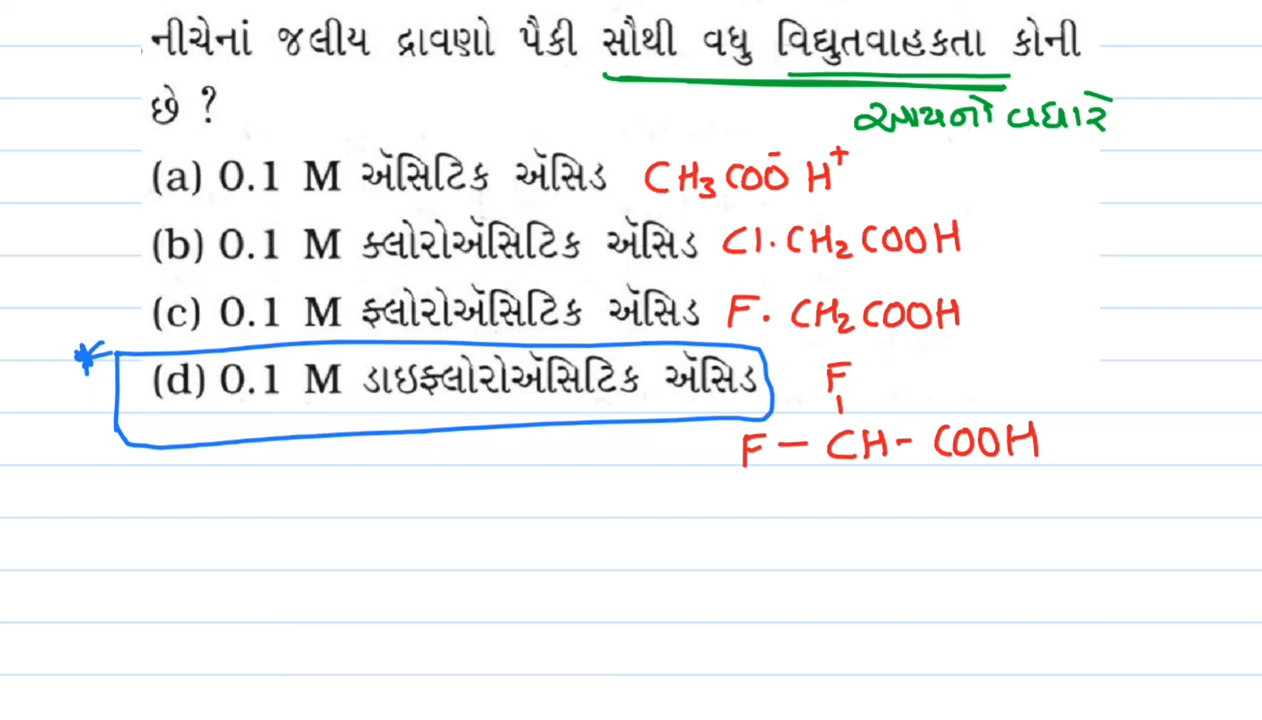 નીચેનાં જલીય દ્રાવણો પૈકી સૌથી વધુ વિદ્યુતવાહકતા કોની
છે ?
આયનો વધારે
(a) 0.1 M ઍસિટિક ઍસિડ CH₃COO⁻ H⁺
(b) 0.1 M ક્લોરોઍસિટિક ઍસિડ Cl·CH₂COOH
(c) 0.1 M ફ્લોરોઍસિટિક ઍસિડ F·CH₂COOH
(d) 0.1 M ડાઇફ્લોરોઍસિટિક ઍસિડ F
F – CH – COOH